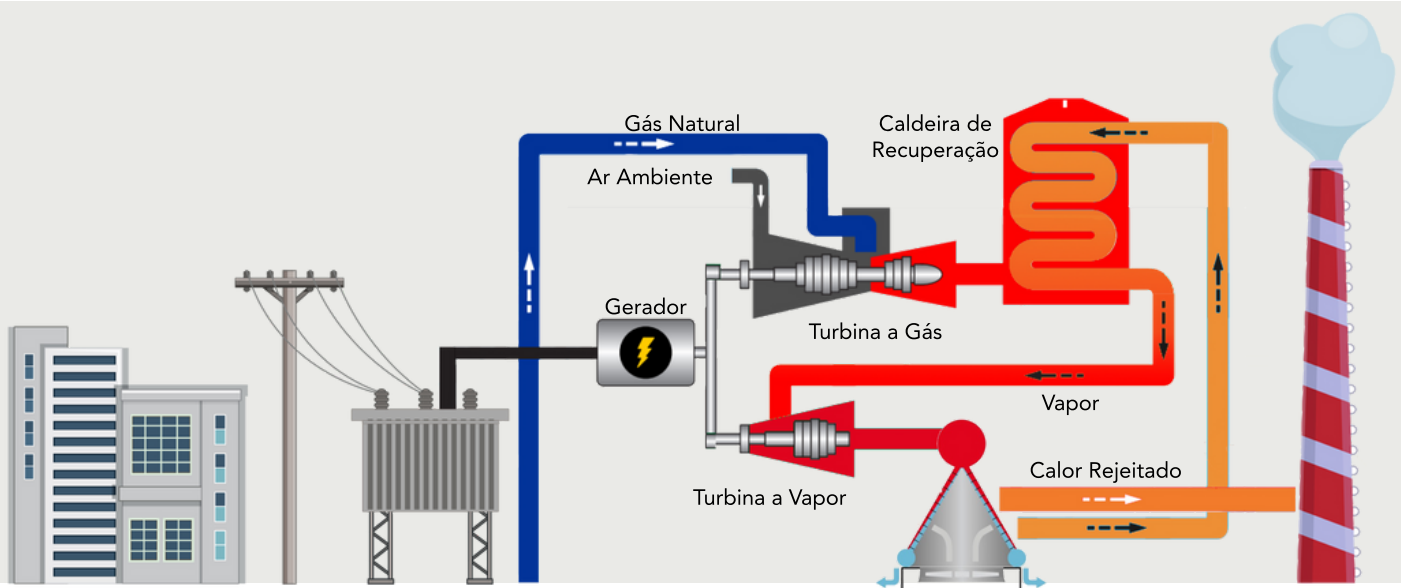 Gás Natural
Caldeira de
Recuperação
Ar Ambiente
Gerador
Turbina a Gás
Vapor
Calor Rejeitado
Turbina a Vapor